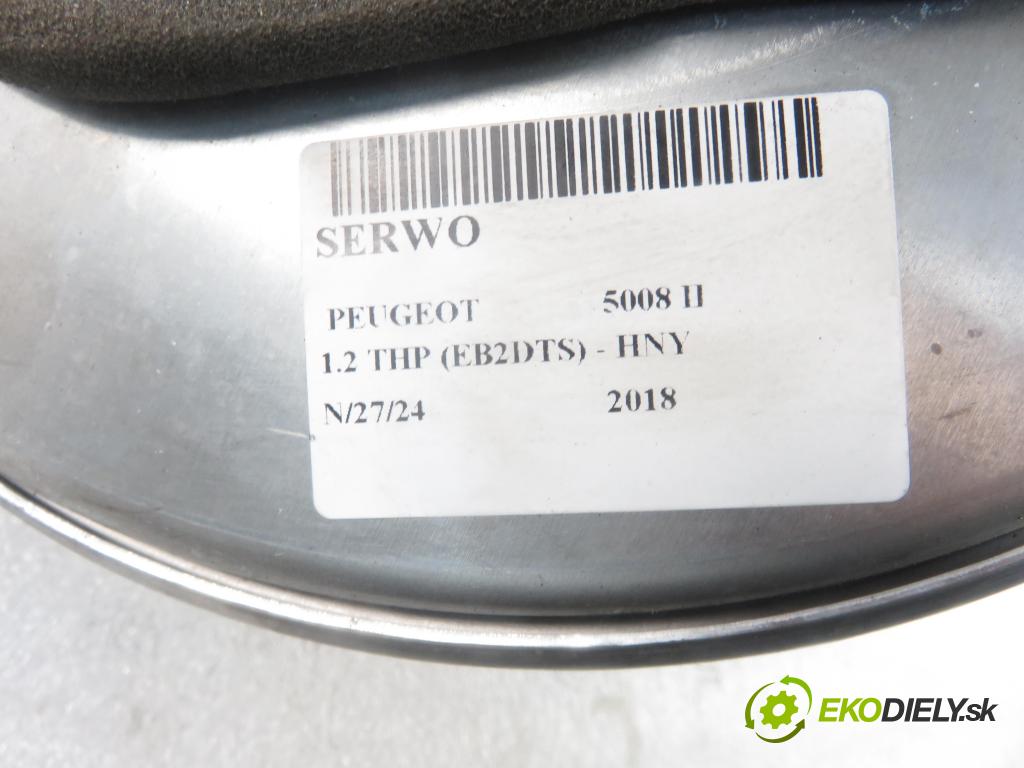 SERWO
PEUGEOT 5008 II
1.2 THP (EB2DTS) - HNY
N/27/24 2018
EKODIELY.sk